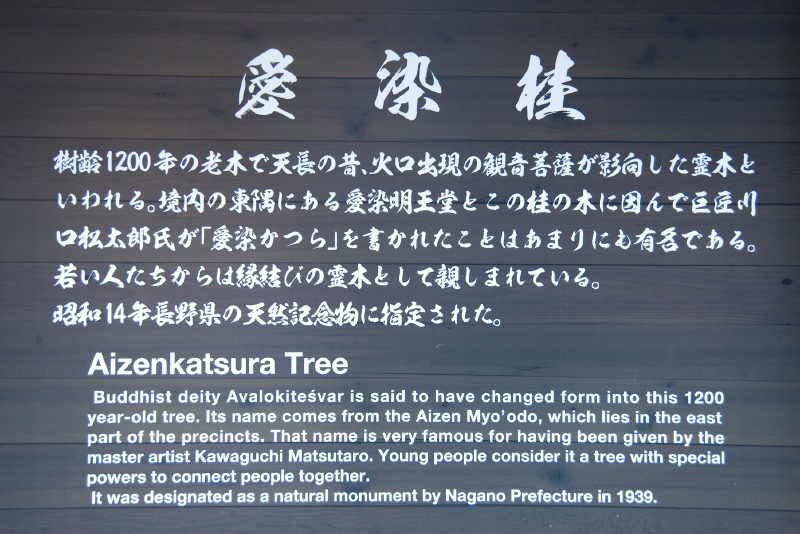 愛染桂
樹齢1200年の老木で天長の昔、火口出現の観音菩薩が影向した霊木と
いわれる。境内の東隅にある愛染明王堂とこの桂の木に因んで巨匠川
口松太郎氏が「愛染かつら」を書かれたことはあまりにも有名である。
若い人たちからは縁結びの霊木として親しまれている。
昭和14年長野県の天然記念物に指定された。
Aizenkatsura Tree
Buddhist deity Avalokiteśvar is said to have changed form into this 1200
year-old tree. Its name comes from the Aizen Myo'odo, which lies in the east
part of the precincts. That name is very famous for having been given by the
master artist Kawaguchi Matsutaro. Young people consider it a tree with special
powers to connect people together.
It was designated as a natural monument by Nagano Prefecture in 1939.